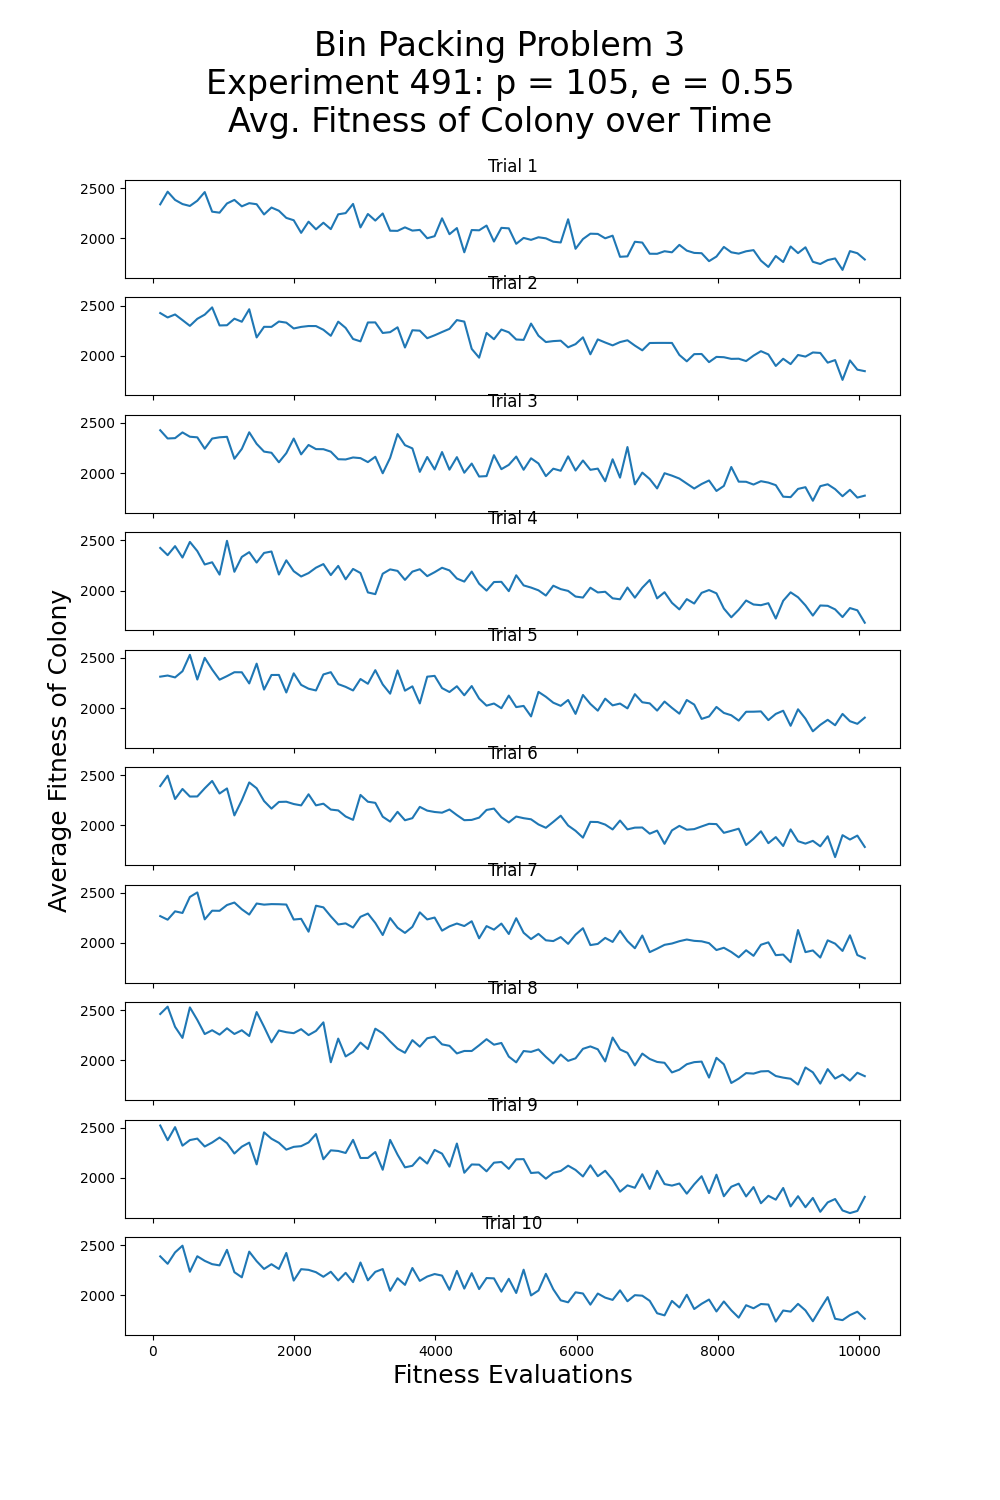 Bin Packing Problem 3
Experiment 491: p = 105, e = 0.55
Avg. Fitness of Colony over Time
Trial 1
2500
2000
Trial 2
2500
2000
Trial 3
2500
2000
Trial 4
2500
2000
Trial 5
2500
2000
Trial 6
2500
2000
Trial 7
2500
2000
Trial 8
2500
2000
Trial 9
2500
2000
Trial 10
2500
2000
0 2000 4000 6000 8000 10000
Fitness Evaluations
Average Fitness of Colony